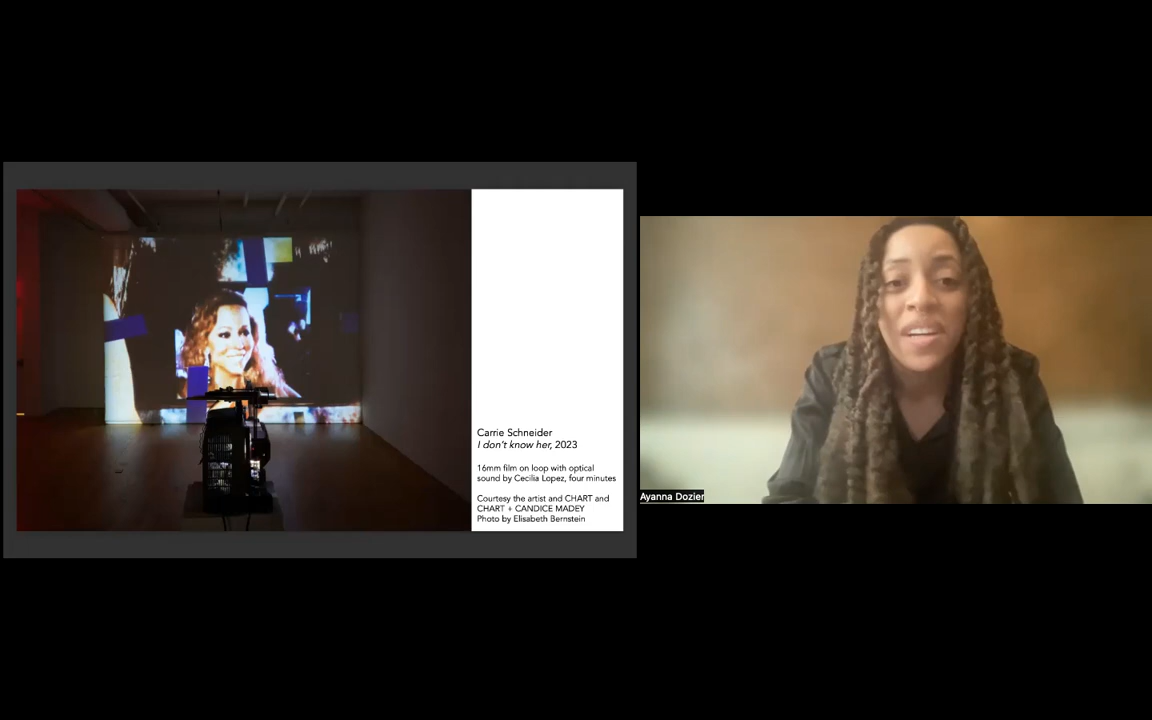 Carrie Schneider
I don't know her, 2023
16mm film on loop with optical
sound by Cecilia Lopez, four minutes
Courtesy the artist and CHART and
CHART + CANDICE MADEY
Photo by Elisabeth Bernstein
Ayanna Dozier